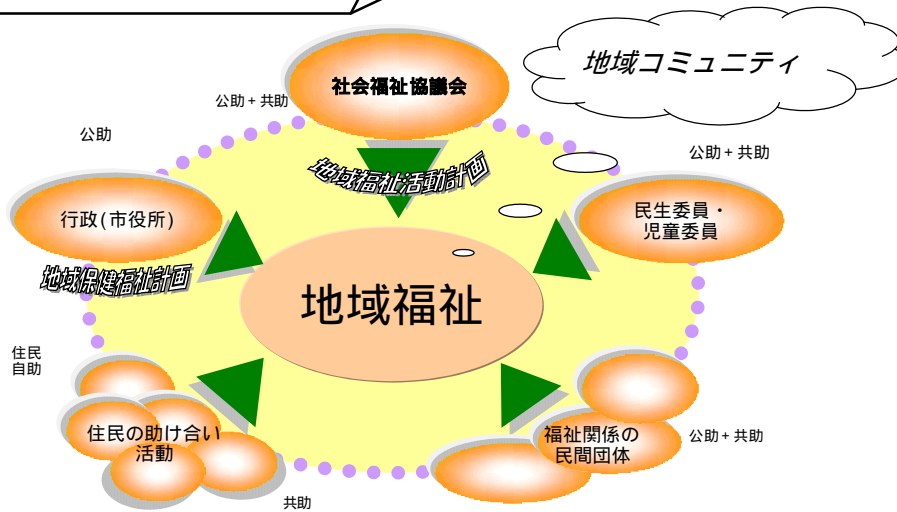 地域コミュニティ
社会福祉協議会
公助+共助
公助
地域福祉活動計画
公助+共助
行政(市役所)
民生委員・
児童委員
地域保健福祉計画
地域福祉
住民
自助
住民の助け合い
活動
福祉関係の
民間団体
公助+共助
共助